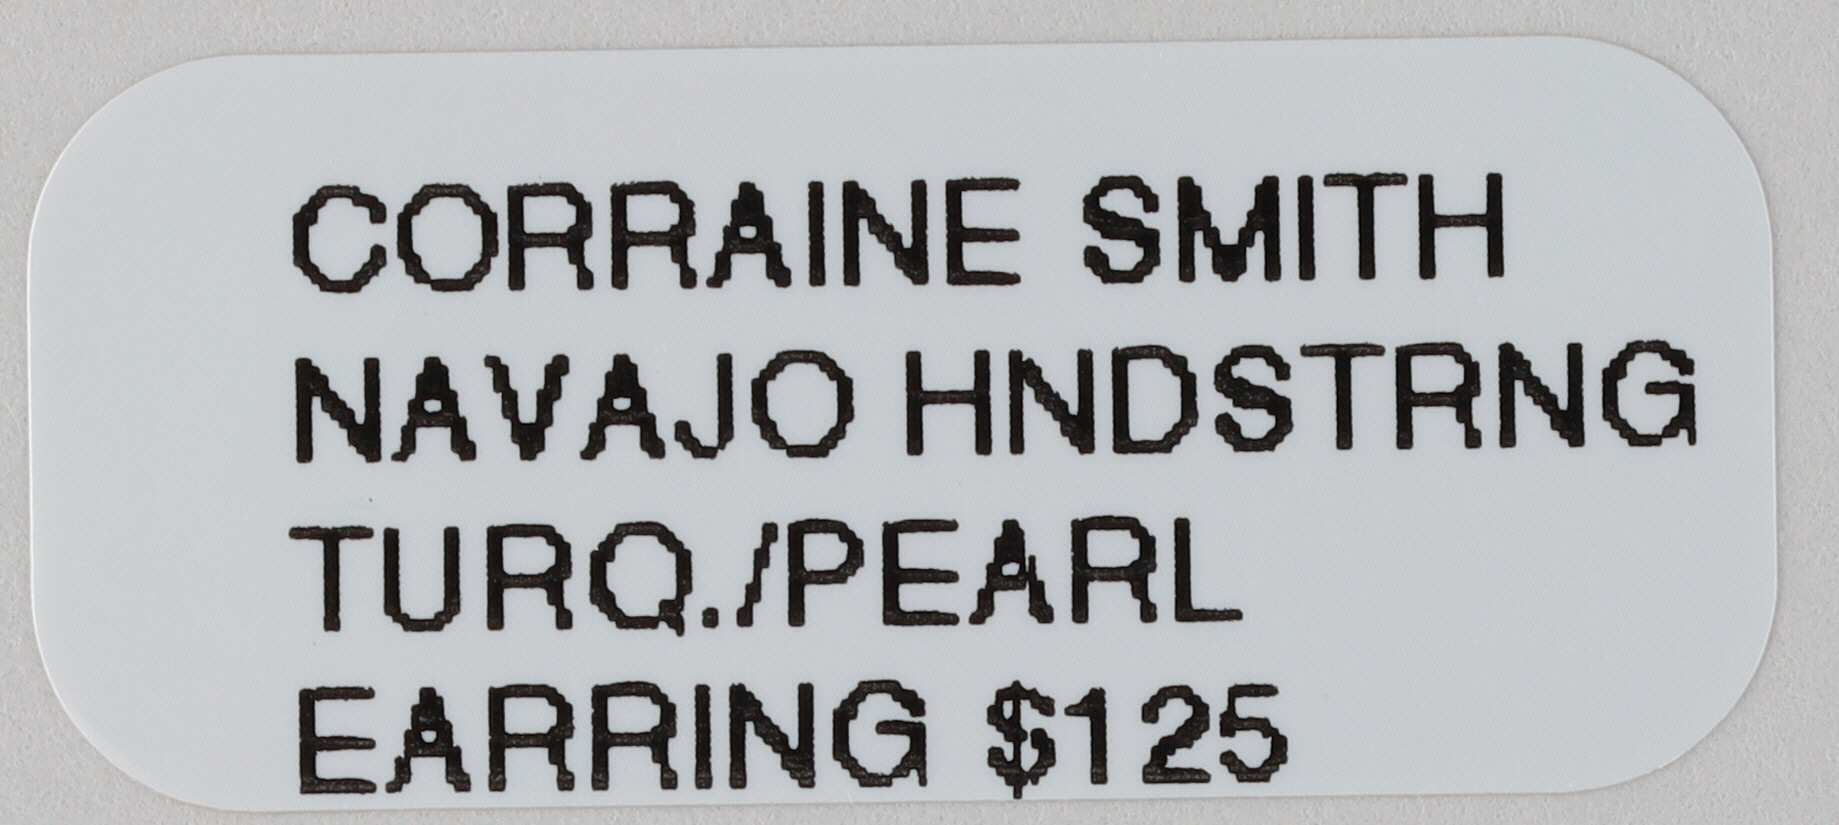 CORRAINE SMITH
NAVAJO HNDSTRNG
TURQ./PEARL
EARRING $125